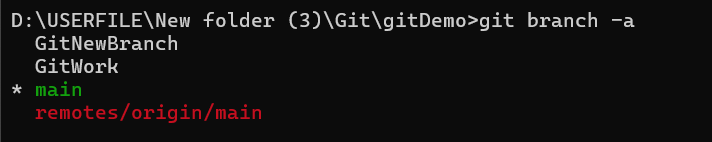 D:\USERFILE\New folder (3)\Git\gitDemo>git branch -a
GitNewBranch
GitWork
* main
remotes/origin/main